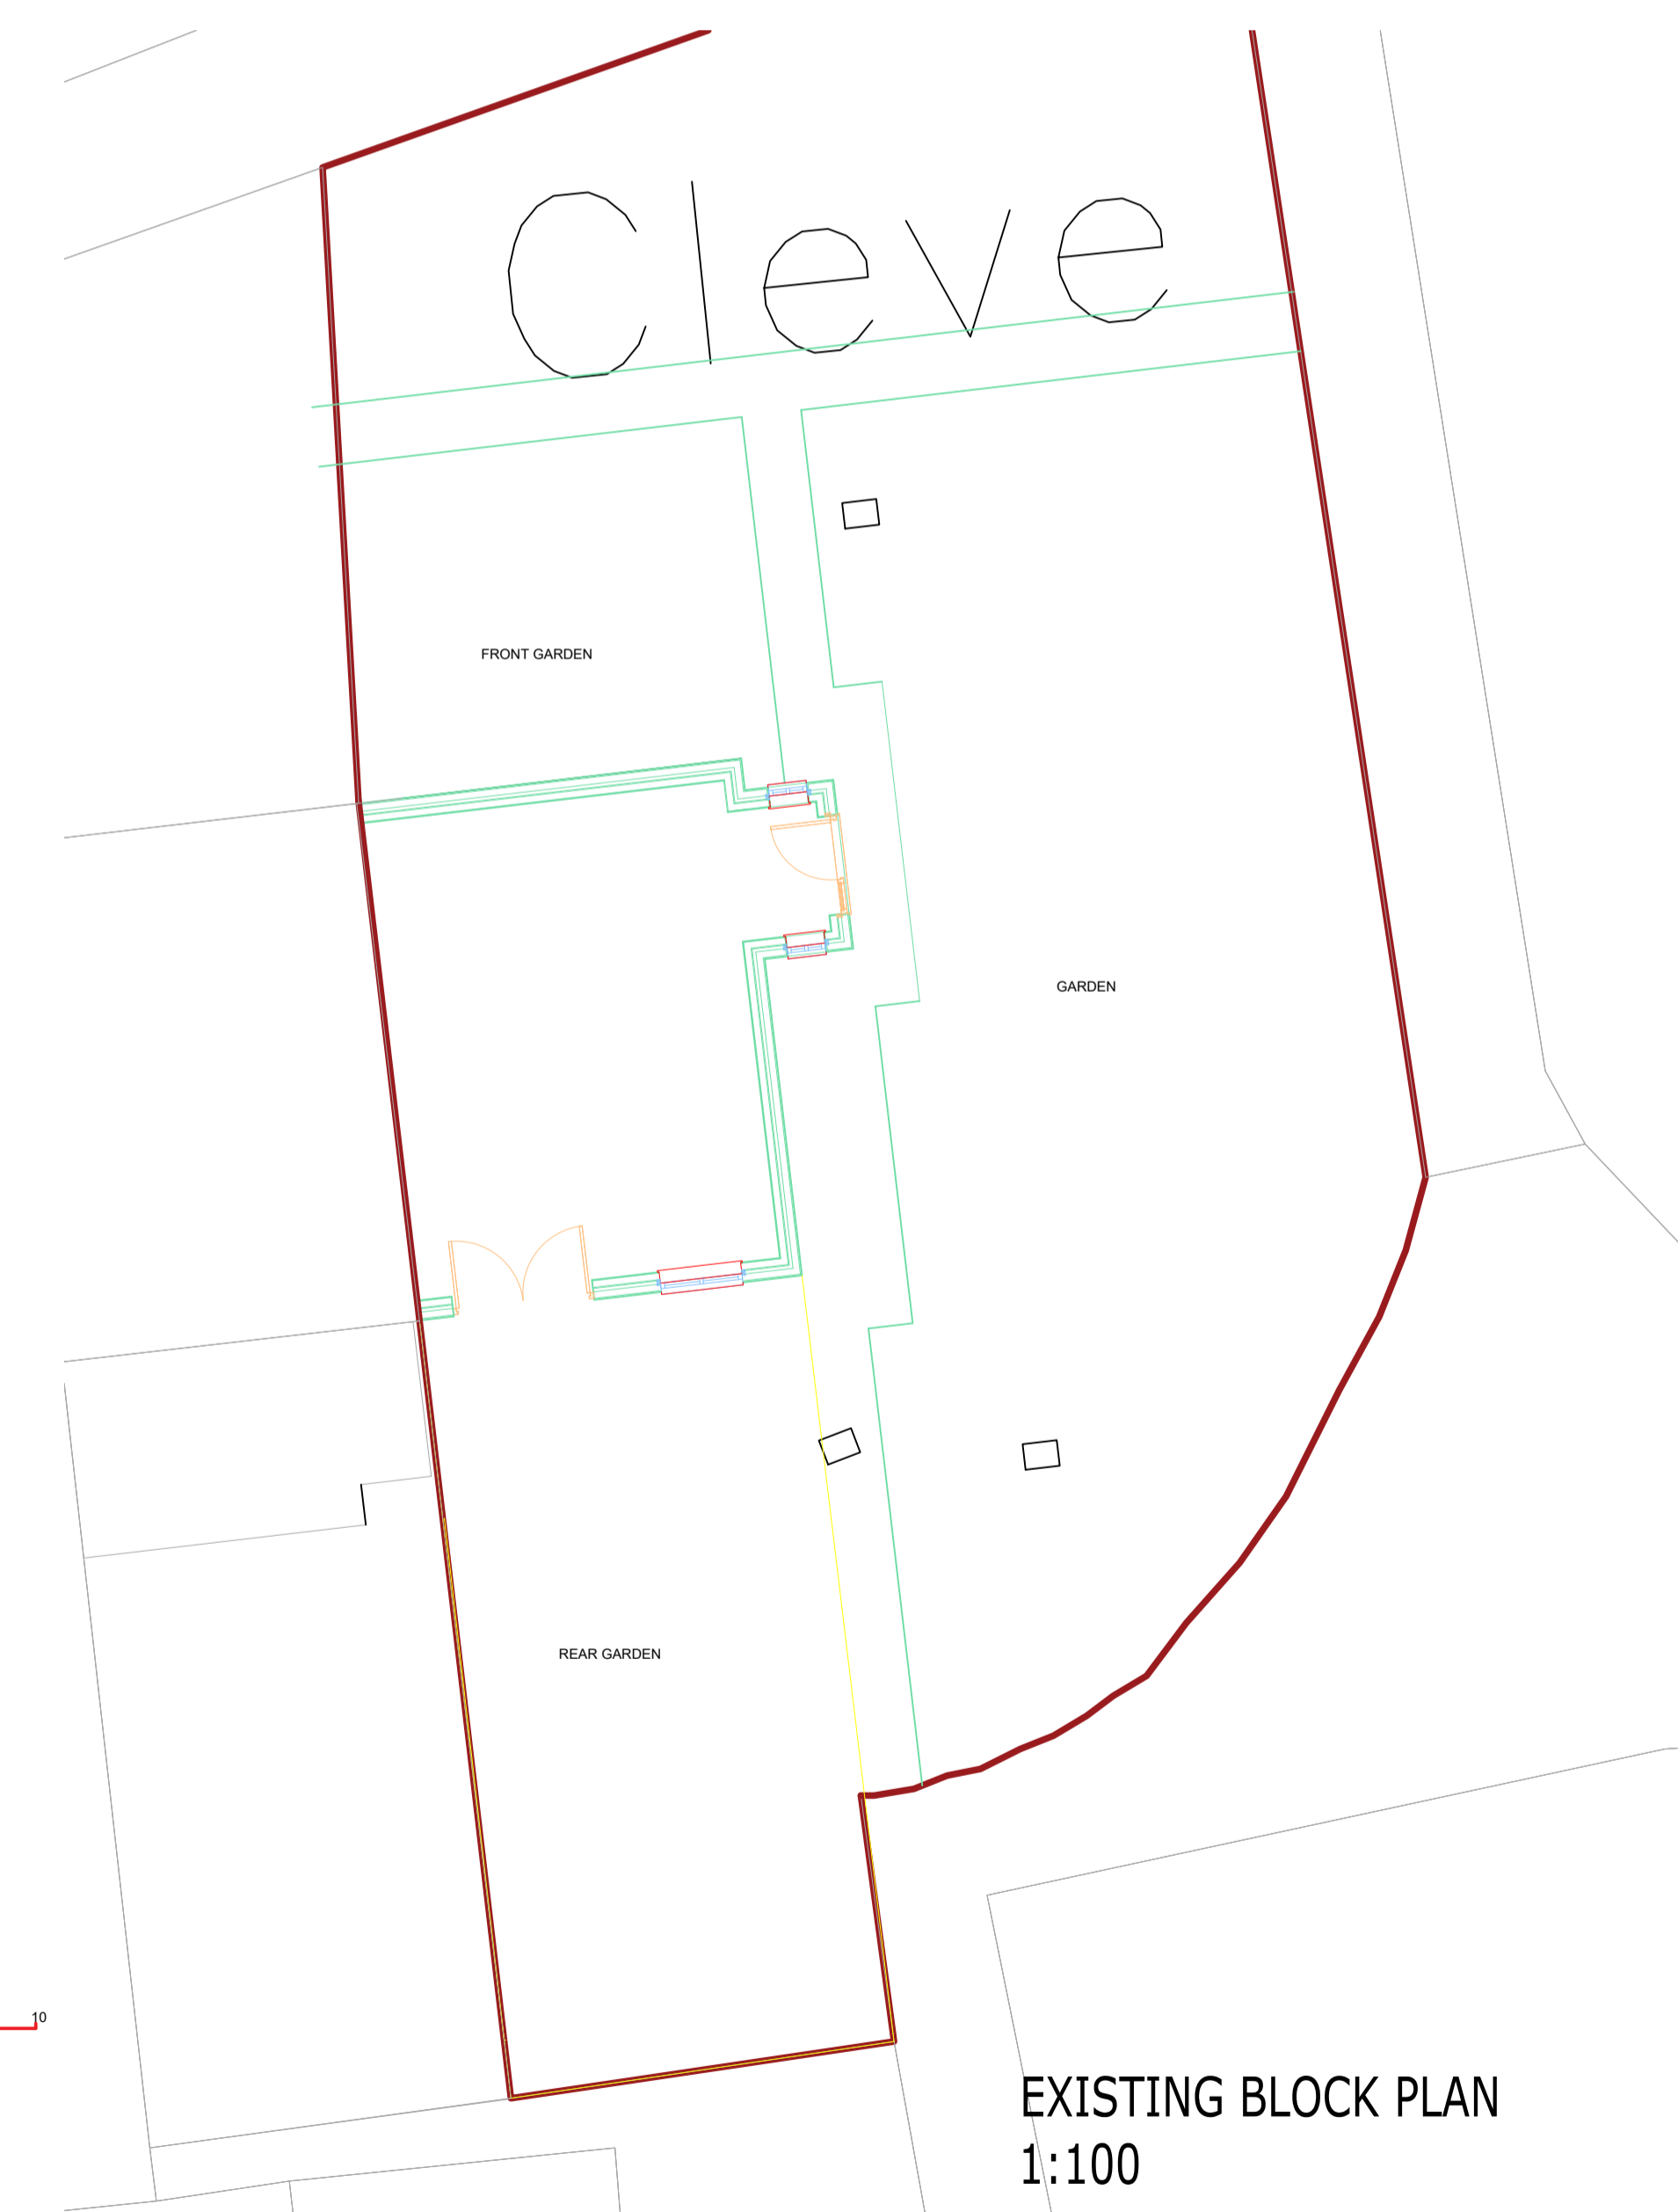 Cleve
FRONT GARDEN
GARDEN
REAR GARDEN
10
EXISTING BLOCK PLAN
1:100